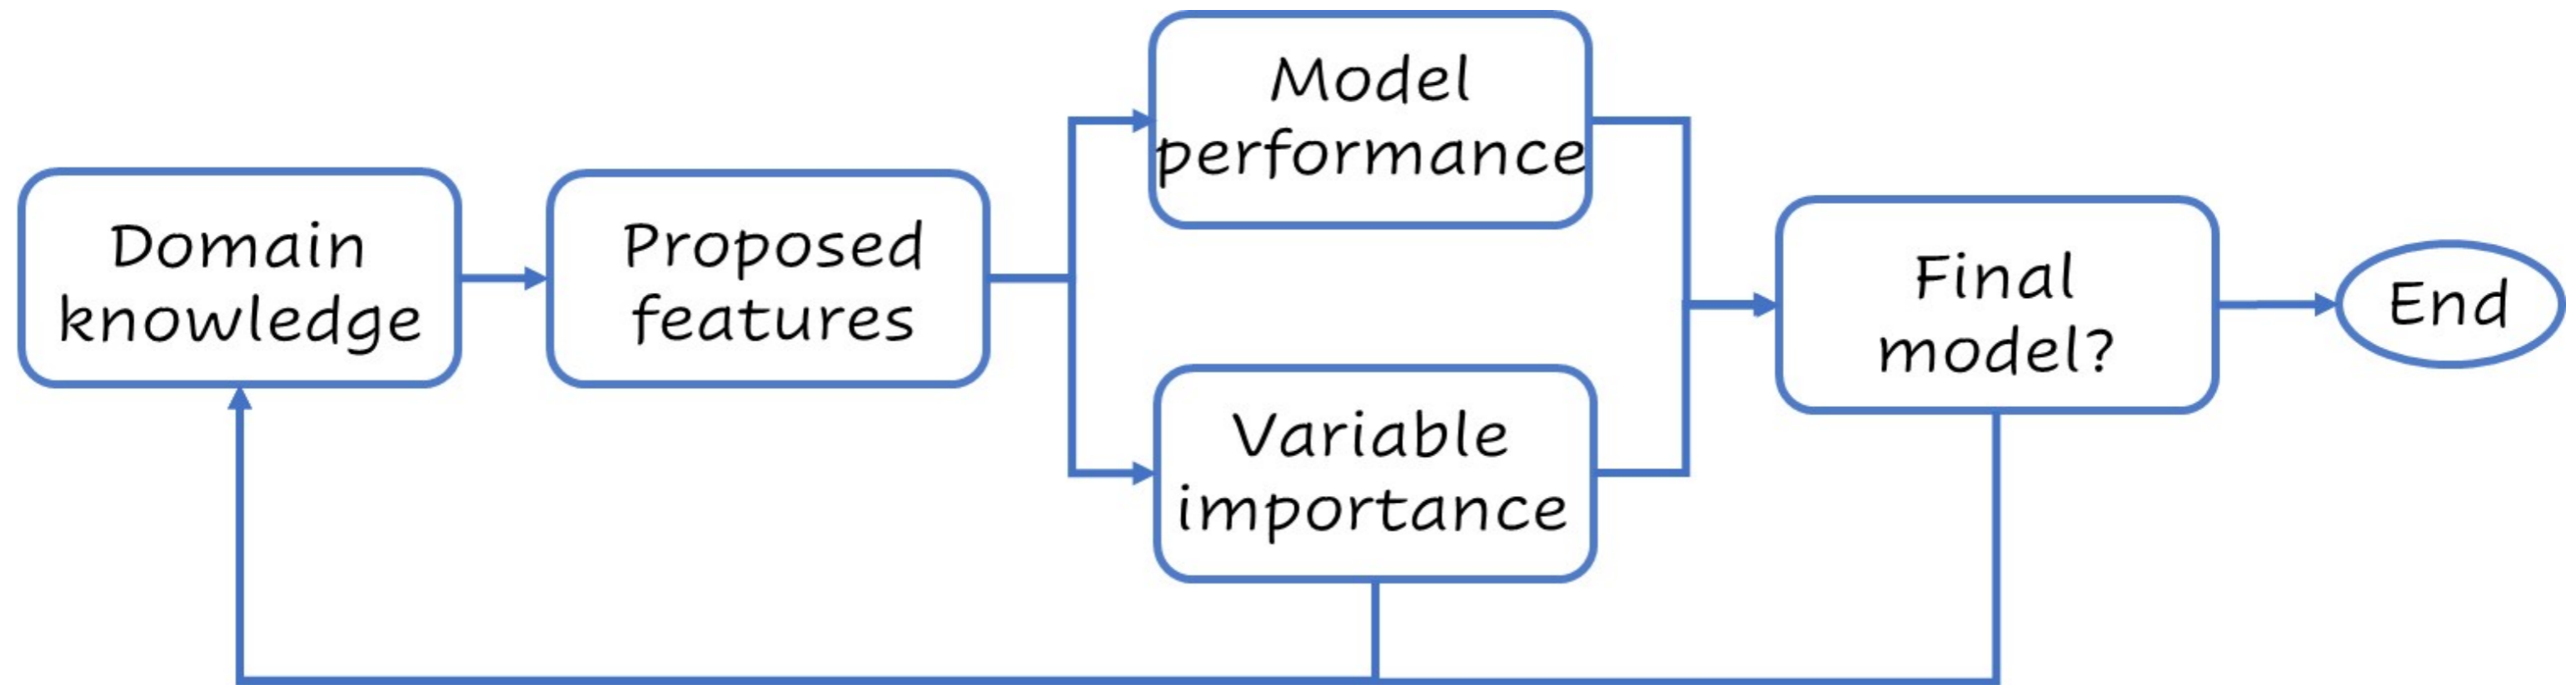 Domain
knowledge
Proposed
features
Model
performance
Variable
importance
Final
model?
End